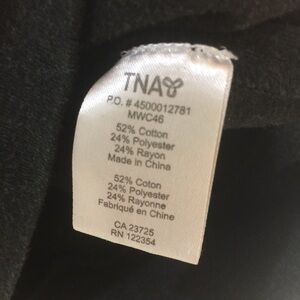 TNA
P.O. # 4500012781
MWC46
52% Cotton
24% Polyester
24% Rayon
Made in China
52% Coton
24% Polyester
24% Rayonne
Fabriqué en China
CA 23725
RN 122354